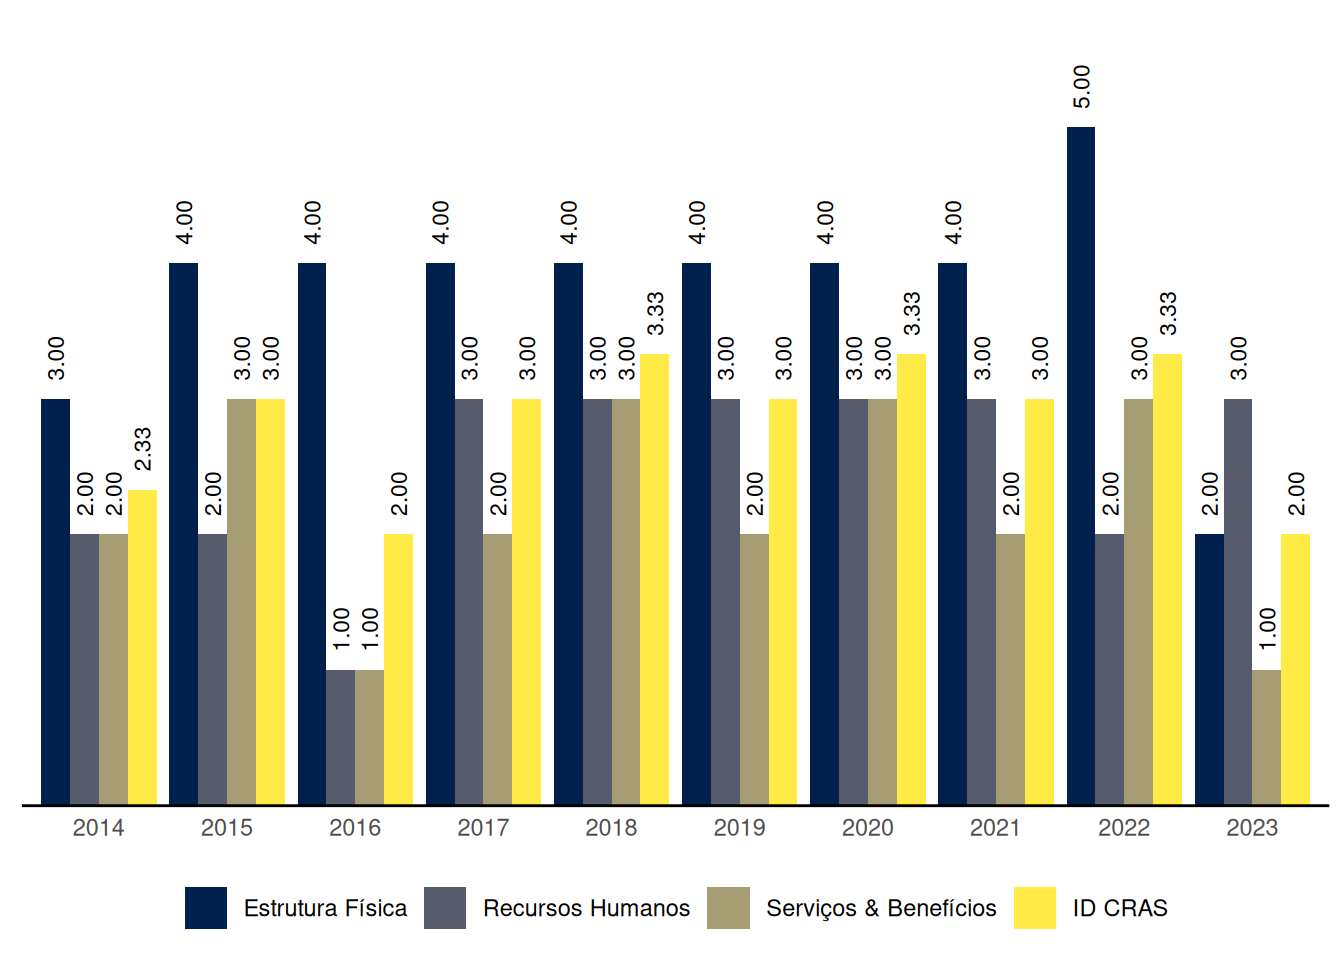 5.00
4.00 4.00 4.00 4.00 4.00 4.00 4.00
3.33 3.33 3.33
3.00 3.00 3.00 3.00 3.00 3.00 3.00 3.00 3.00 3.00 3.00 3.00 3.00 3.00 3.00
2.33
2.00 2.00 2.00 2.00 2.00 2.00 2.00 2.00 2.00 2.00
1.00 1.00 1.00
2014 2015 2016 2017 2018 2019 2020 2021 2022 2023
Estrutura Física Recursos Humanos Serviços & Benefícios ID CRAS